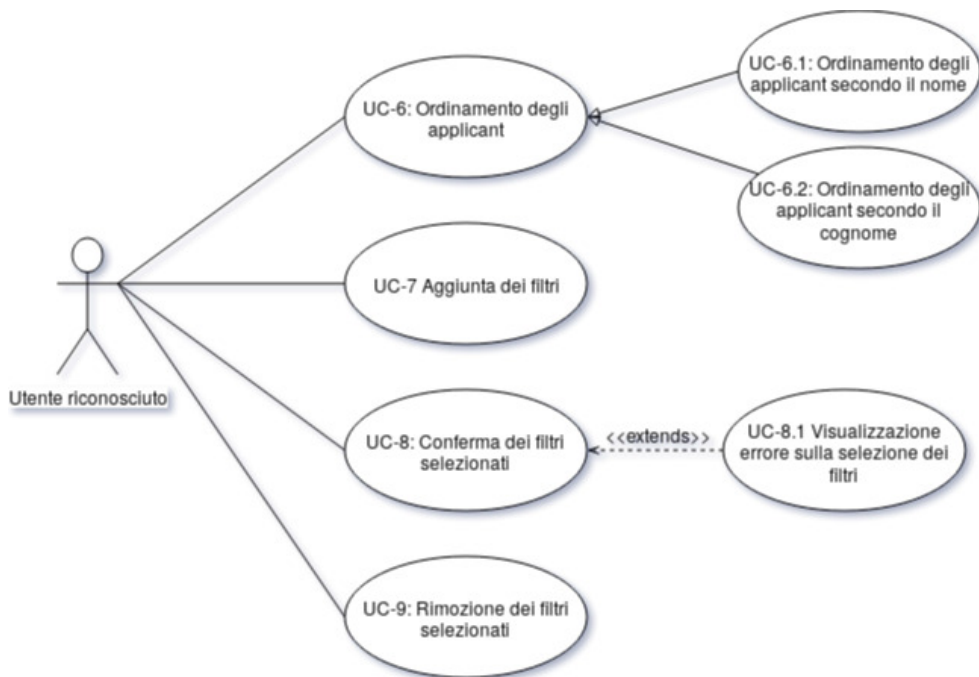 UC-6: Ordinamento degli
applicant
UC-6.1: Ordinamento degli
applicant secondo il nome
UC-6.2: Ordinamento degli
applicant secondo il
cognome
UC-7 Aggiunta dei filtri
Utente riconosciuto
UC-8: Conferma dei filtri
selezionati
<<extends>>
UC-8.1 Visualizzazione
errore sulla selezione dei
filtri
UC-9: Rimozione dei filtri
selezionati